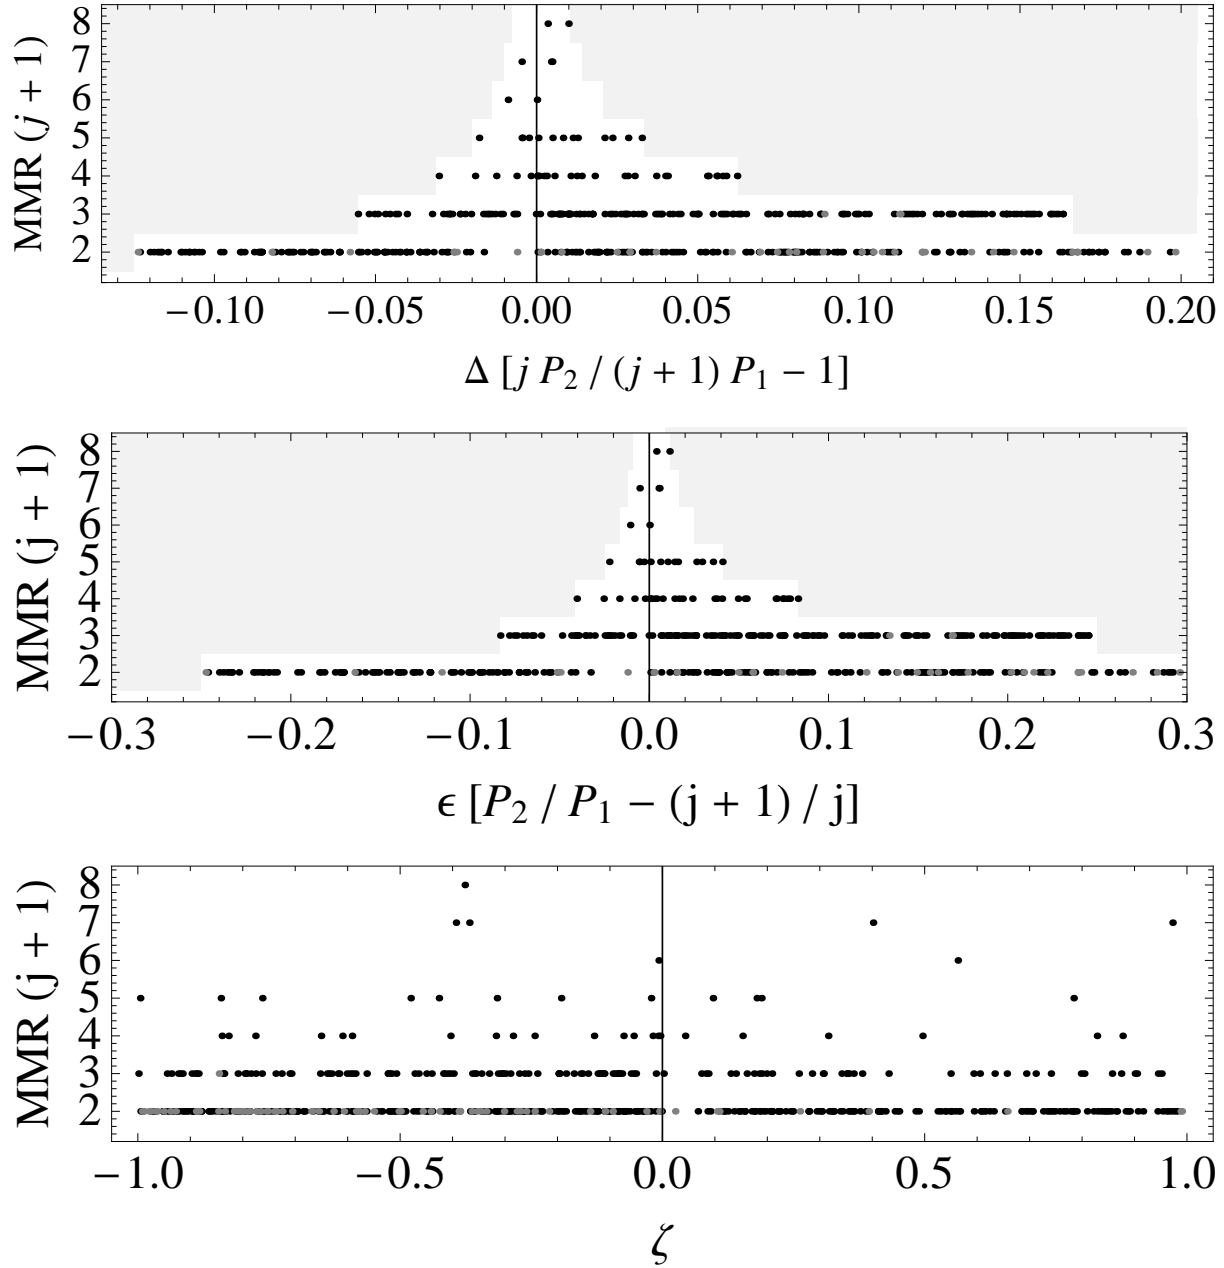 MMR (j + 1)
8
7
6
5
4
3
2
−0.10 −0.05 0.00 0.05 0.10 0.15 0.20
Δ [j P₂ / (j + 1) P₁ − 1]
MMR (j + 1)
8
7
6
5
4
3
2
−0.3 −0.2 −0.1 0.0 0.1 0.2 0.3
ϵ [P₂ / P₁ − (j + 1) / j]
MMR (j + 1)
8
7
6
5
4
3
2
−1.0 −0.5 0.0 0.5 1.0
ζ